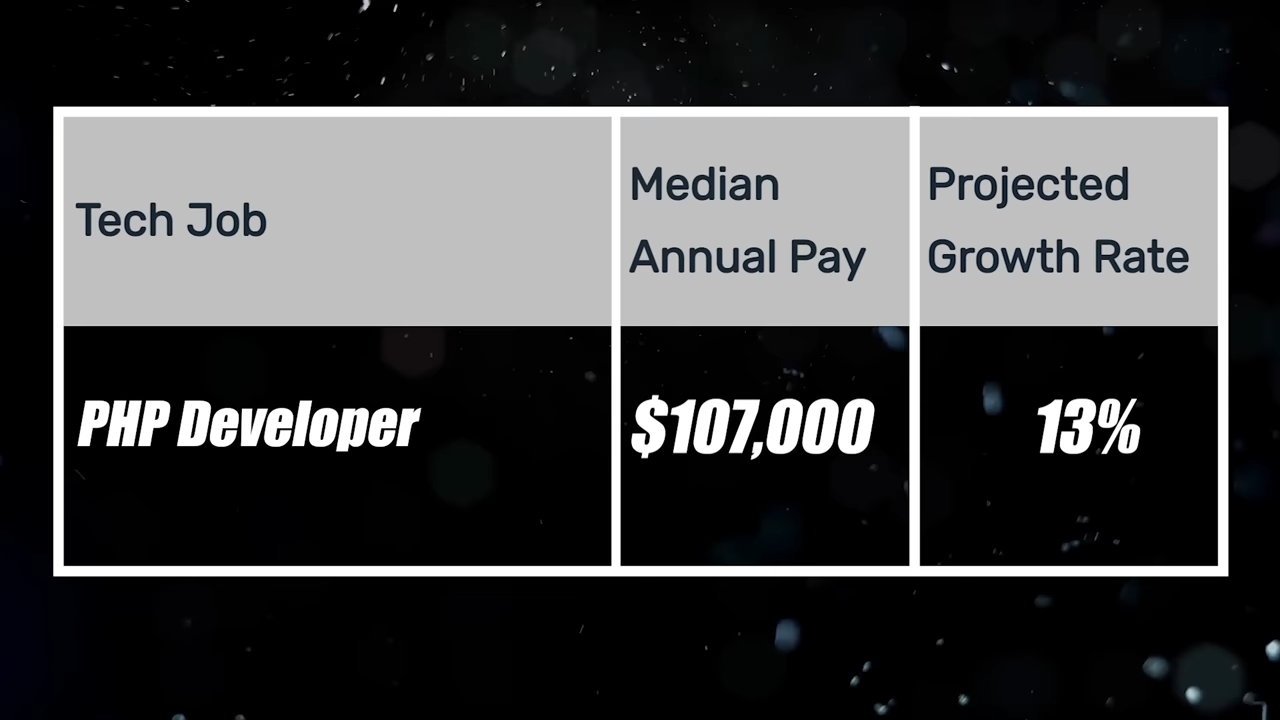 Tech Job
Median
Annual Pay
Projected
Growth Rate
PHP Developer
$107,000
13%